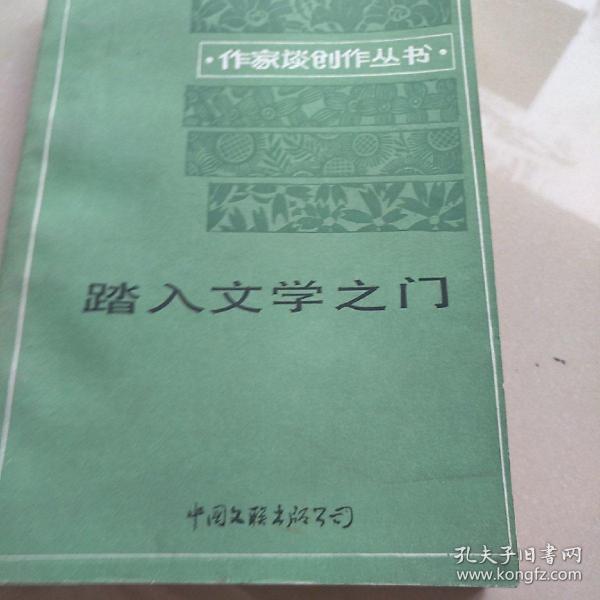 ·作家谈创作丛书·
踏入文学之门
中国文联出版公司
孔夫子旧书网
www.kongfz.com